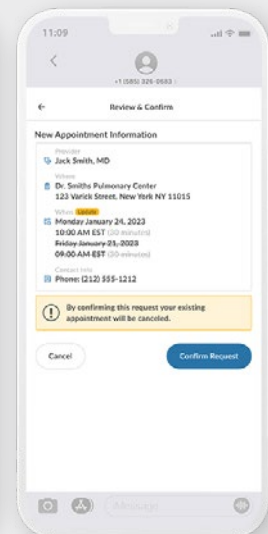 11:09
+1 (585) 326-0683
Review & Confirm
New Appointment Information
Provider
Jack Smith, MD
Where
Dr. Smiths Pulmonary Center
123 Varick Street, New York NY 11015
When Update
Monday January 24, 2023
10:00 AM EST (30 minutes)
Friday January 21, 2023
09:00 AM EST (30 minutes)
Contact Info
Phone: (212) 555-1212
By confirming this request your existing
appointment will be canceled.
Cancel
Confirm Request
iMessage